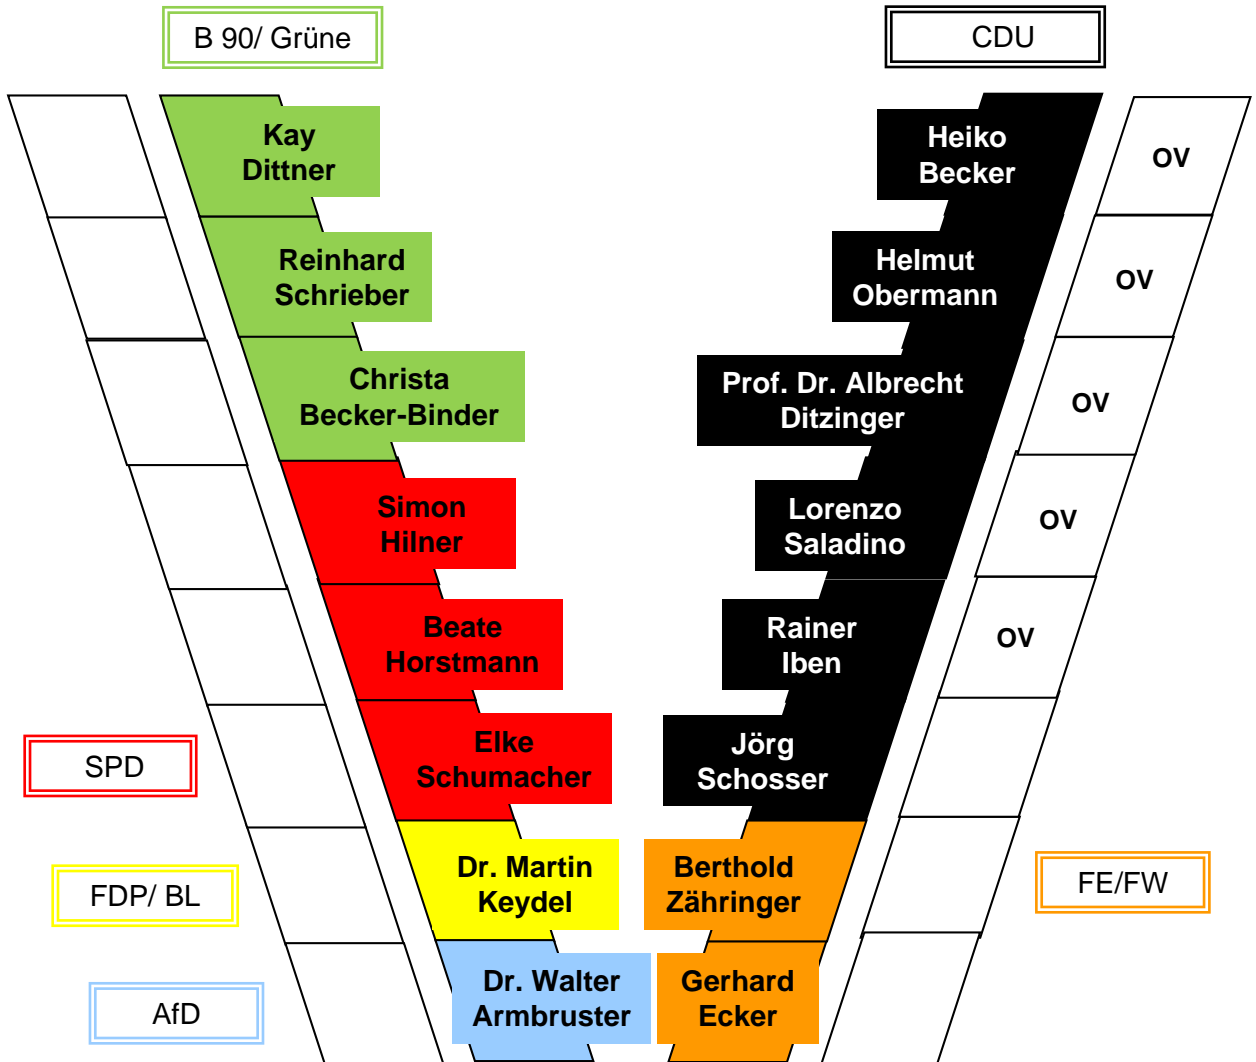 B 90/ Grüne
CDU
Kay
Dittner
Heiko
Becker
OV
Reinhard
Schrieber
Helmut
Obermann
OV
Christa
Becker-Binder
Prof. Dr. Albrecht
Ditzinger
OV
Simon
Hilner
Lorenzo
Saladino
OV
Beate
Horstmann
Rainer
Iben
OV
SPD
Elke
Schumacher
Jörg
Schosser
FDP/ BL
Dr. Martin
Keydel
Berthold
Zähringer
FE/FW
AfD
Dr. Walter
Armbruster
Gerhard
Ecker